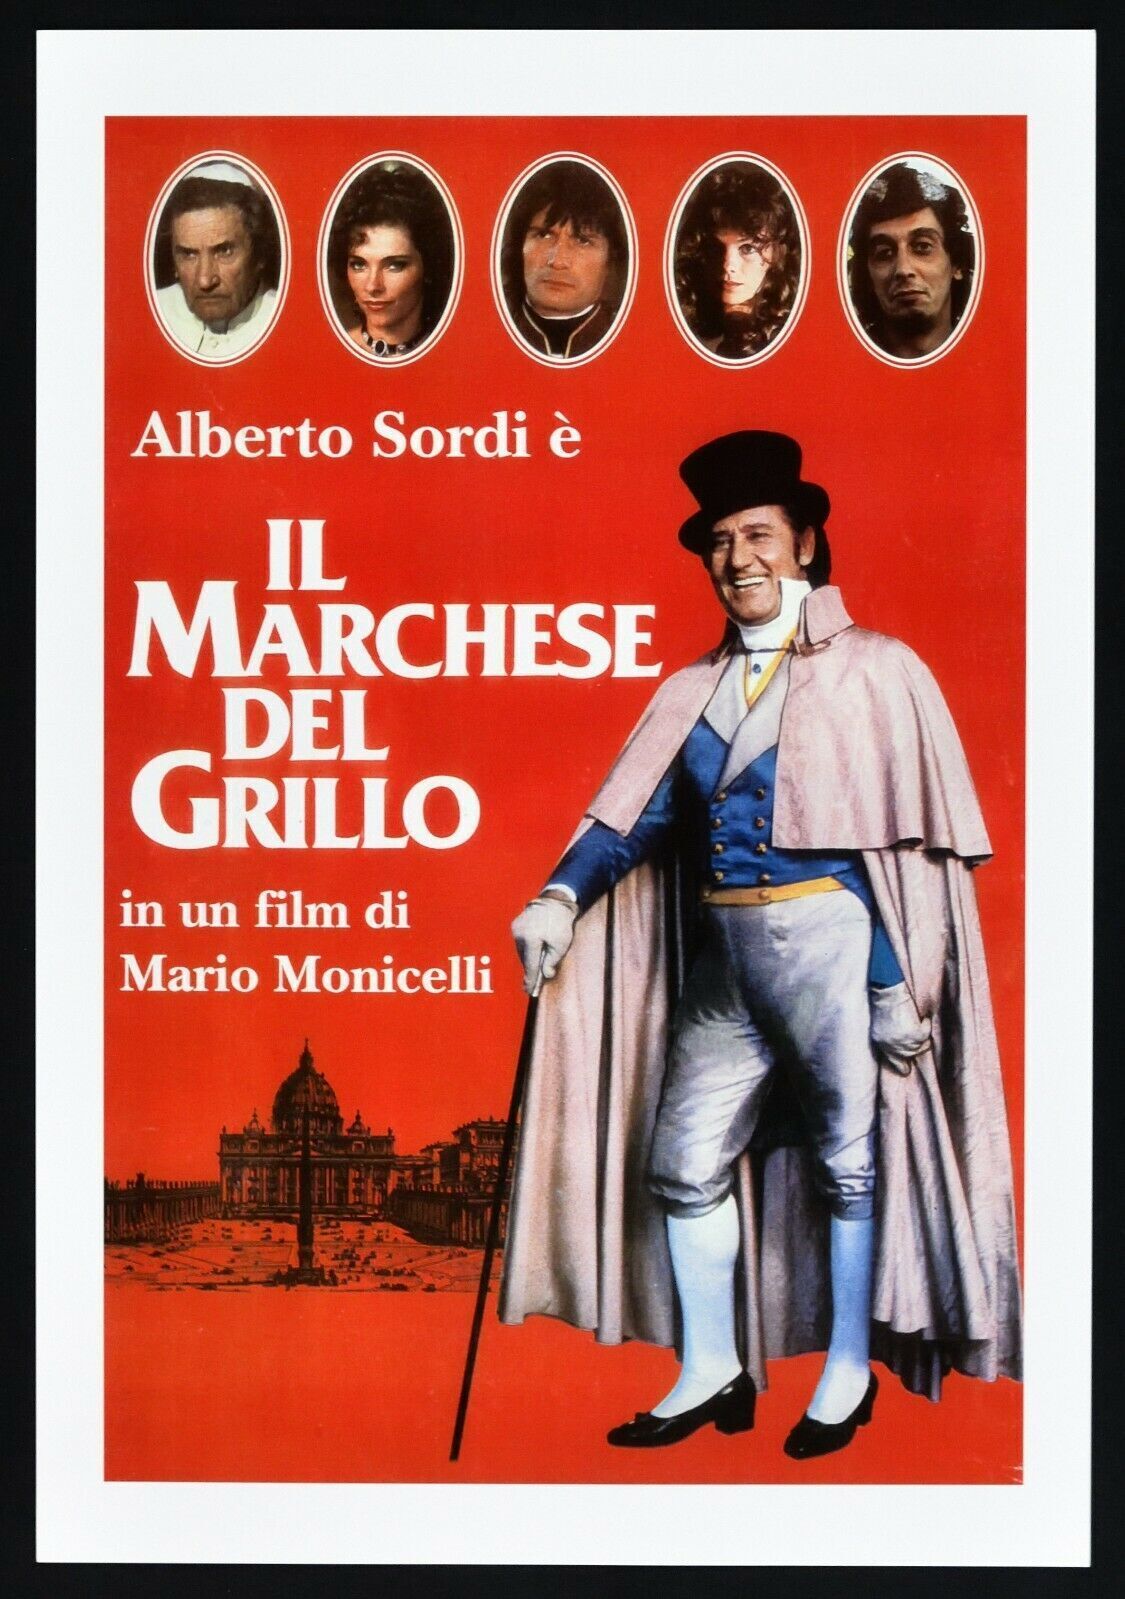 Alberto Sordi è
IL
MARCHESE
DEL
GRILLO
in un film di
Mario Monicelli